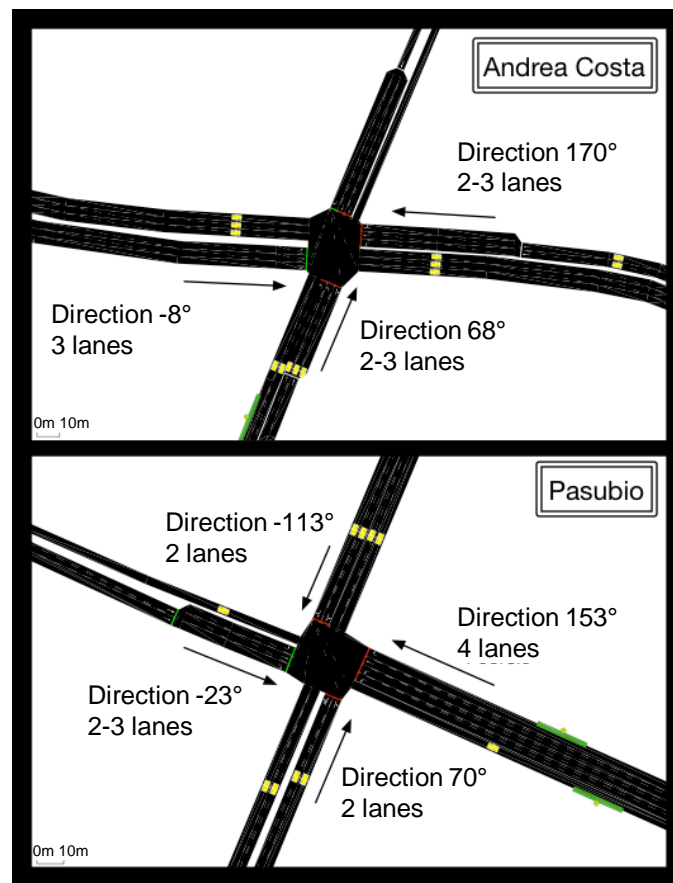 Andrea Costa
Direction 170°
2-3 lanes
Direction -8°
3 lanes
Direction 68°
2-3 lanes
0m 10m
Pasubio
Direction -113°
2 lanes
Direction 153°
4 lanes
Direction -23°
2-3 lanes
Direction 70°
2 lanes
0m 10m